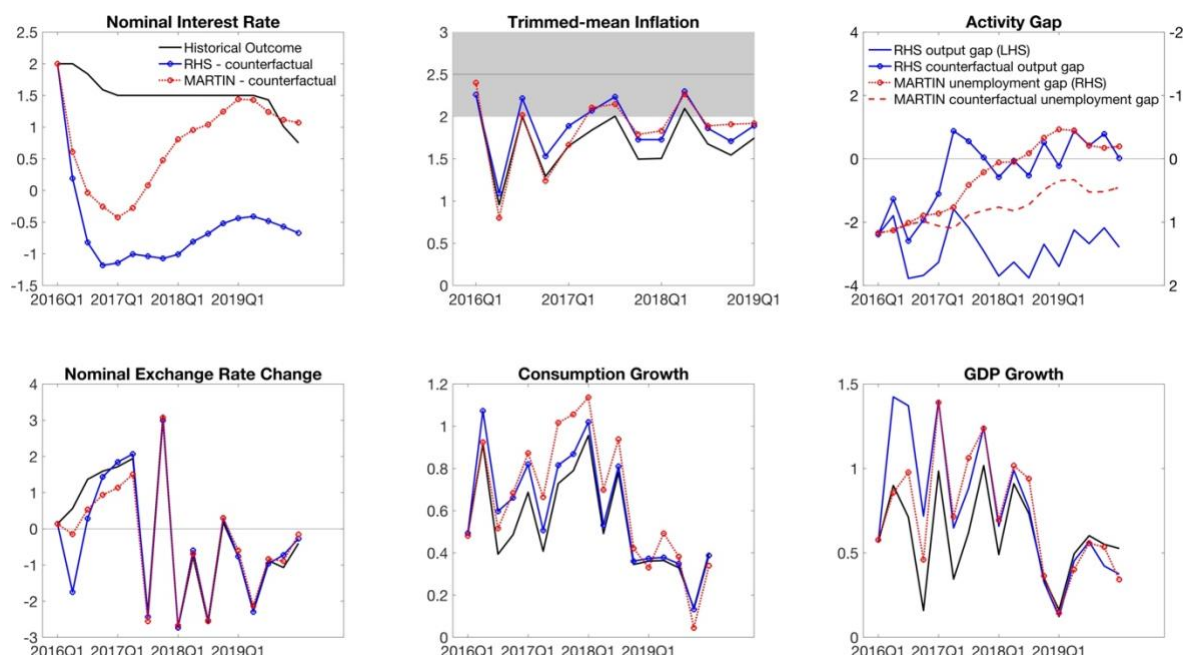 Nominal Interest Rate
2.5
2
1.5
1
0.5
0
-0.5
-1
-1.5
2016Q1 2017Q1 2018Q1 2019Q1
Historical Outcome
RHS - counterfactual
MARTIN - counterfactual
Trimmed-mean Inflation
3
2.5
2
1.5
1
0.5
0
2016Q1 2017Q1 2018Q1 2019Q1
Activity Gap
4
2
0
-2
-4
-2
-1
0
1
2
2016Q1 2017Q1 2018Q1 2019Q1
RHS output gap (LHS)
RHS counterfactual output gap
MARTIN unemployment gap (RHS)
MARTIN counterfactual unemployment gap
Nominal Exchange Rate Change
4
3
2
1
0
-1
-2
-3
2016Q1 2017Q1 2018Q1 2019Q1
Consumption Growth
1.2
1
0.8
0.6
0.4
0.2
0
2016Q1 2017Q1 2018Q1 2019Q1
GDP Growth
1.5
1
0.5
0
2016Q1 2017Q1 2018Q1 2019Q1